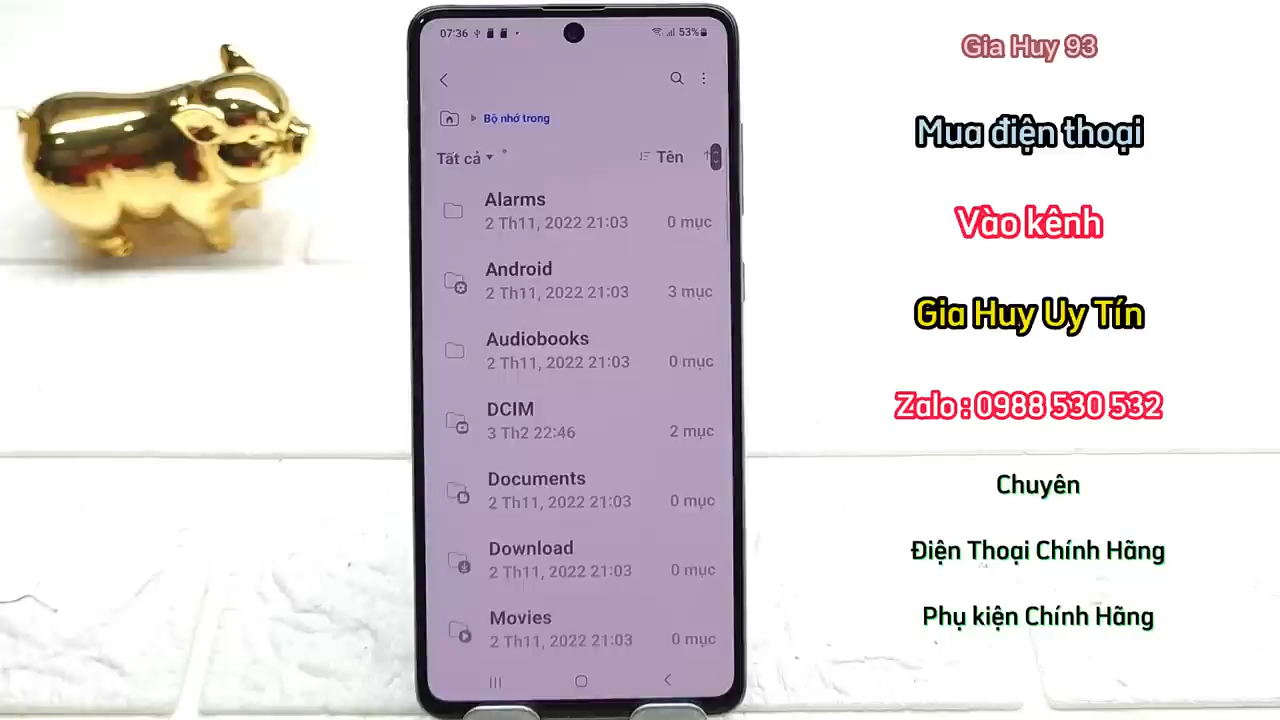 07:36
53%
Bộ nhớ trong
Tất cả
Tên
Alarms
2 Th11, 2022 21:03 0 mục
Android
2 Th11, 2022 21:03 3 mục
Audiobooks
2 Th11, 2022 21:03 0 mục
DCIM
3 Th2 22:46 2 mục
Documents
2 Th11, 2022 21:03 0 mục
Download
2 Th11, 2022 21:03 0 mục
Movies
2 Th11, 2022 21:03 0 mục
Gia Huy 93
Mua điện thoại
Vào kênh
Gia Huy Uy Tín
Zalo : 0988 530 532
Chuyên
Điện Thoại Chính Hãng
Phụ kiện Chính Hãng